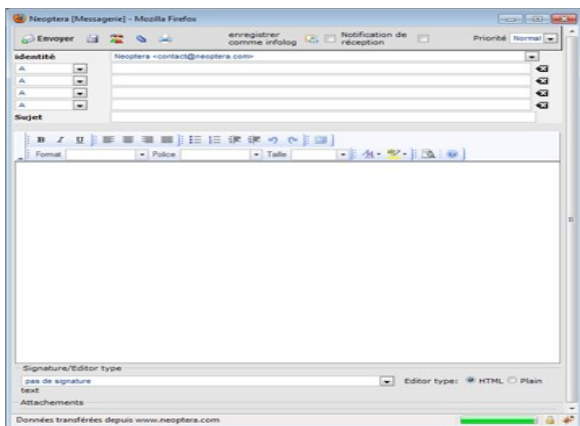 Neoptera [Messagerie] - Mozilla Firefox
Envoyer enregistrer comme infolog Notification de réception Priorité Normal
identité Neoptera <contact@neoptera.com>
A
A
A
A
Sujet
B I U
Format Police Taille
Signature/Editor type
pas de signature Editor type: HTML Plain
text
Attachements
Données transférées depuis www.neoptera.com